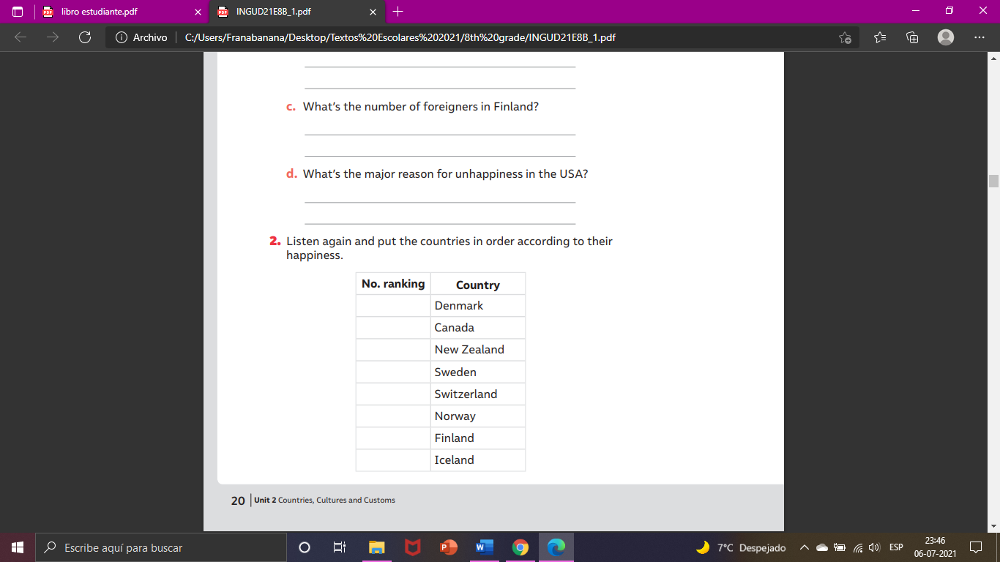 libro estudiante.pdf
INGUD21E8B_1.pdf
Archivo
C:/Users/Franabanana/Desktop/Textos%20Escolares%202021/8th%20grade/INGUD21E8B_1.pdf
c. What's the number of foreigners in Finland?
d. What's the major reason for unhappiness in the USA?
2. Listen again and put the countries in order according to their
happiness.
No. ranking Country
Denmark
Canada
New Zealand
Sweden
Switzerland
Norway
Finland
Iceland
20 Unit 2 Countries, Cultures and Customs
Escribe aquí para buscar
7°C Despejado
ESP
23:46
06-07-2021